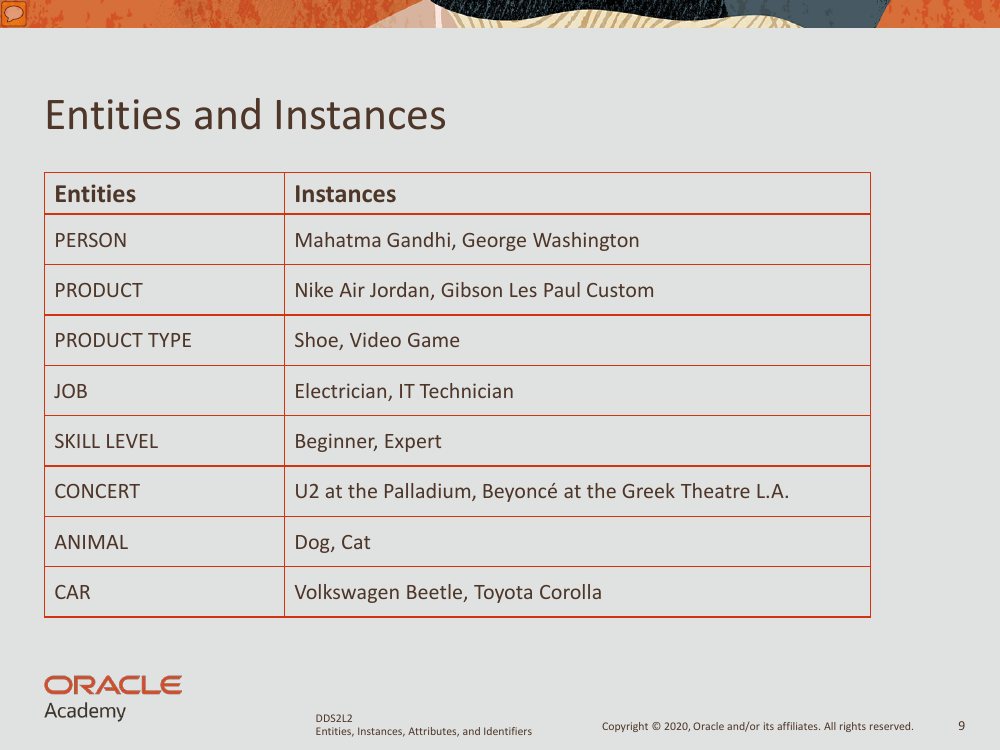 Entities and Instances
Entities Instances
PERSON Mahatma Gandhi, George Washington
PRODUCT Nike Air Jordan, Gibson Les Paul Custom
PRODUCT TYPE Shoe, Video Game
JOB Electrician, IT Technician
SKILL LEVEL Beginner, Expert
CONCERT U2 at the Palladium, Beyoncé at the Greek Theatre L.A.
ANIMAL Dog, Cat
CAR Volkswagen Beetle, Toyota Corolla
ORACLE
Academy
DDS2L2
Entities, Instances, Attributes, and Identifiers
Copyright © 2020, Oracle and/or its affiliates. All rights reserved.
9